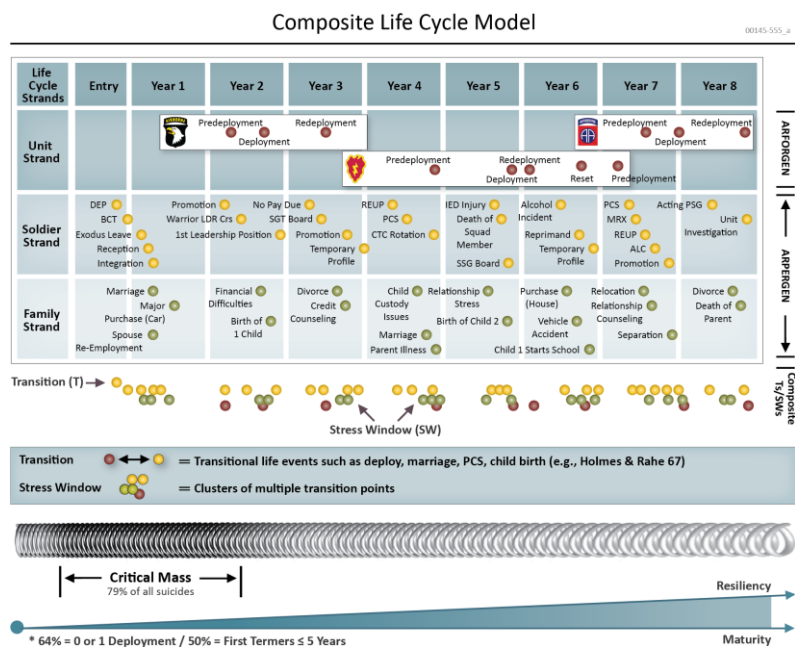 Composite Life Cycle Model
00145-555_a
Life Cycle Strands
Entry
Year 1
Year 2
Year 3
Year 4
Year 5
Year 6
Year 7
Year 8
Unit Strand
AIRBORNE
Predeployment
Deployment
Redeployment
Predeployment
Redeployment
Deployment
Reset
Predeployment
Predeployment
Deployment
Redeployment
ARFORGEN
Soldier Strand
DEP
BCT
Exodus Leave
Reception
Integration
Promotion
Warrior LDR Crs
1st Leadership Position
No Pay Due
SGT Board
Promotion
Temporary
Profile
REUP
PCS
CTC Rotation
IED Injury
Death of
Squad
Member
SSG Board
Alcohol
Incident
Reprimand
Temporary
Profile
PCS
MRX
REUP
ALC
Promotion
Acting PSG
Unit
Investigation
ARPERGEN
Family Strand
Marriage
Major
Purchase (Car)
Spouse
Re-Employment
Financial
Difficulties
Birth of
1 Child
Divorce
Credit
Counseling
Child
Custody
Issues
Marriage
Parent Illness
Relationship
Stress
Birth of Child 2
Child 1 Starts School
Purchase
(House)
Vehicle
Accident
Relocation
Relationship
Counseling
Separation
Divorce
Death of
Parent
Transition (T)
Stress Window (SW)
Composite
Ts/SWs
Transition = Transitional life events such as deploy, marriage, PCS, child birth (e.g., Holmes & Rahe 67)
Stress Window = Clusters of multiple transition points
Critical Mass
79% of all suicides
Resiliency
Maturity
* 64% = 0 or 1 Deployment / 50% = First Termers ≤ 5 Years